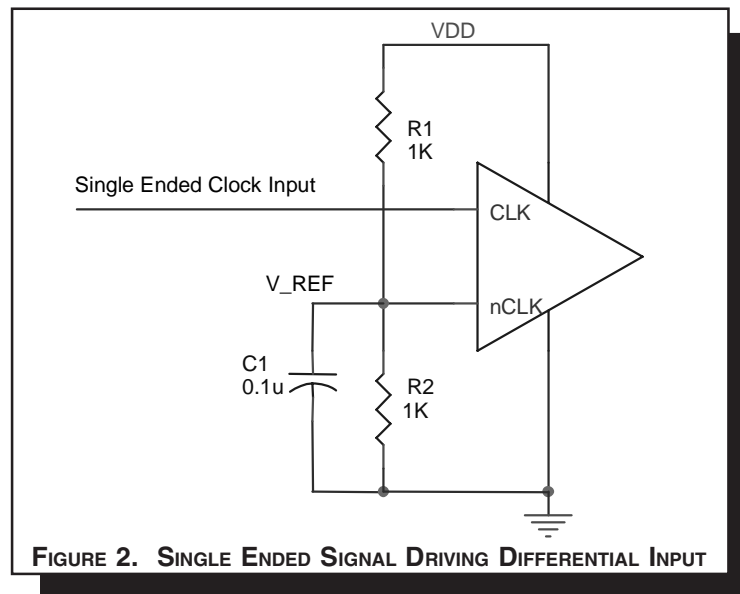 VDD
R1
1K
Single Ended Clock Input
CLK
V_REF
nCLK
C1
0.1u
R2
1K
FIGURE 2. SINGLE ENDED SIGNAL DRIVING DIFFERENTIAL INPUT